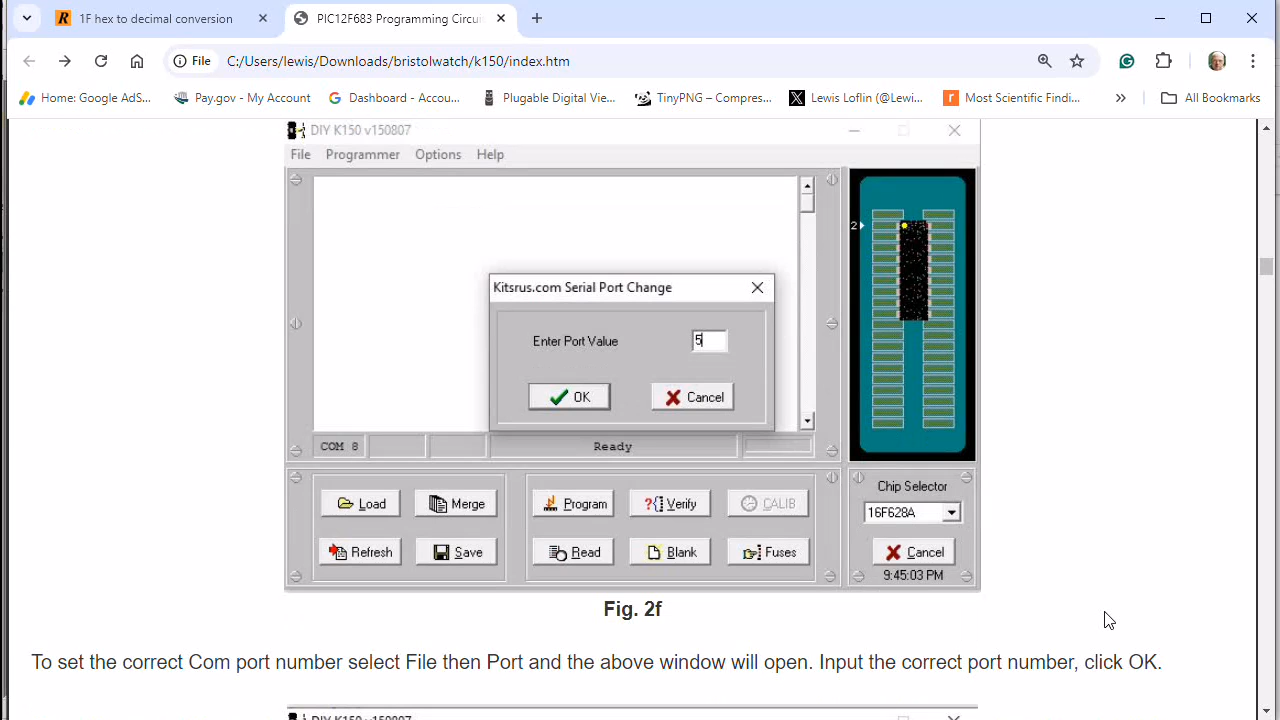 1F hex to decimal conversion
PIC12F683 Programming Circui
File C:/Users/lewis/Downloads/bristolwatch/k150/index.htm
Home: Google AdS... Pay.gov - My Account Dashboard - Accou... Plugable Digital Vie... TinyPNG – Compres... Lewis Loflin (@Lewi... Most Scientific Findi... » All Bookmarks
DIY K150 v150807
File Programmer Options Help
2
Kitsrus.com Serial Port Change
Enter Port Value 5
OK Cancel
COM 8 Ready
Chip Selector
Load Merge Program Verify CALIB 16F628A
Refresh Save Read Blank Fuses Cancel
9:45:03 PM
Fig. 2f
To set the correct Com port number select File then Port and the above window will open. Input the correct port number, click OK.
DIY K150 v150807